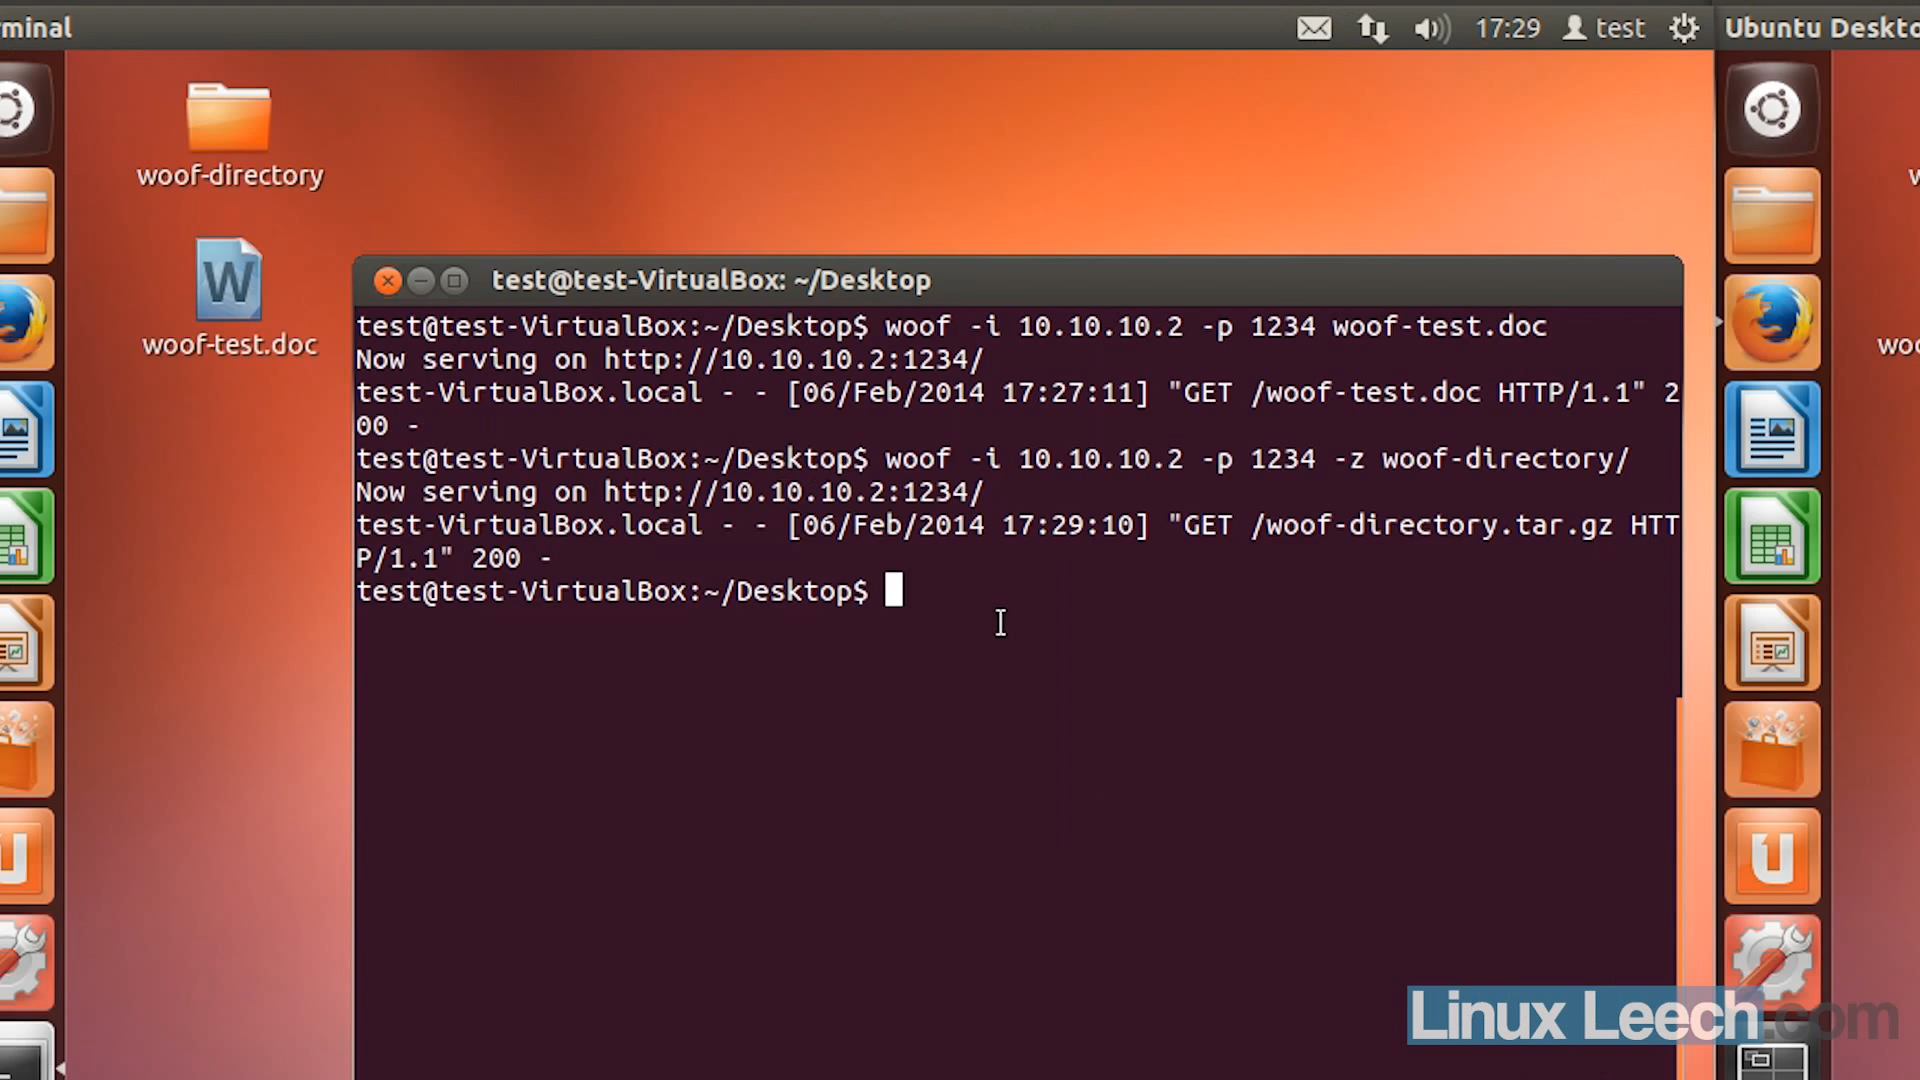 minal
17:29
test
Ubuntu Deskto
woof-directory
woof-test.doc
test@test-VirtualBox: ~/Desktop
test@test-VirtualBox:~/Desktop$ woof -i 10.10.10.2 -p 1234 woof-test.doc
Now serving on http://10.10.10.2:1234/
test-VirtualBox.local - - [06/Feb/2014 17:27:11] "GET /woof-test.doc HTTP/1.1" 2
00 -
test@test-VirtualBox:~/Desktop$ woof -i 10.10.10.2 -p 1234 -z woof-directory/
Now serving on http://10.10.10.2:1234/
test-VirtualBox.local - - [06/Feb/2014 17:29:10] "GET /woof-directory.tar.gz HTT
P/1.1" 200 -
test@test-VirtualBox:~/Desktop$
Linux Leech.com